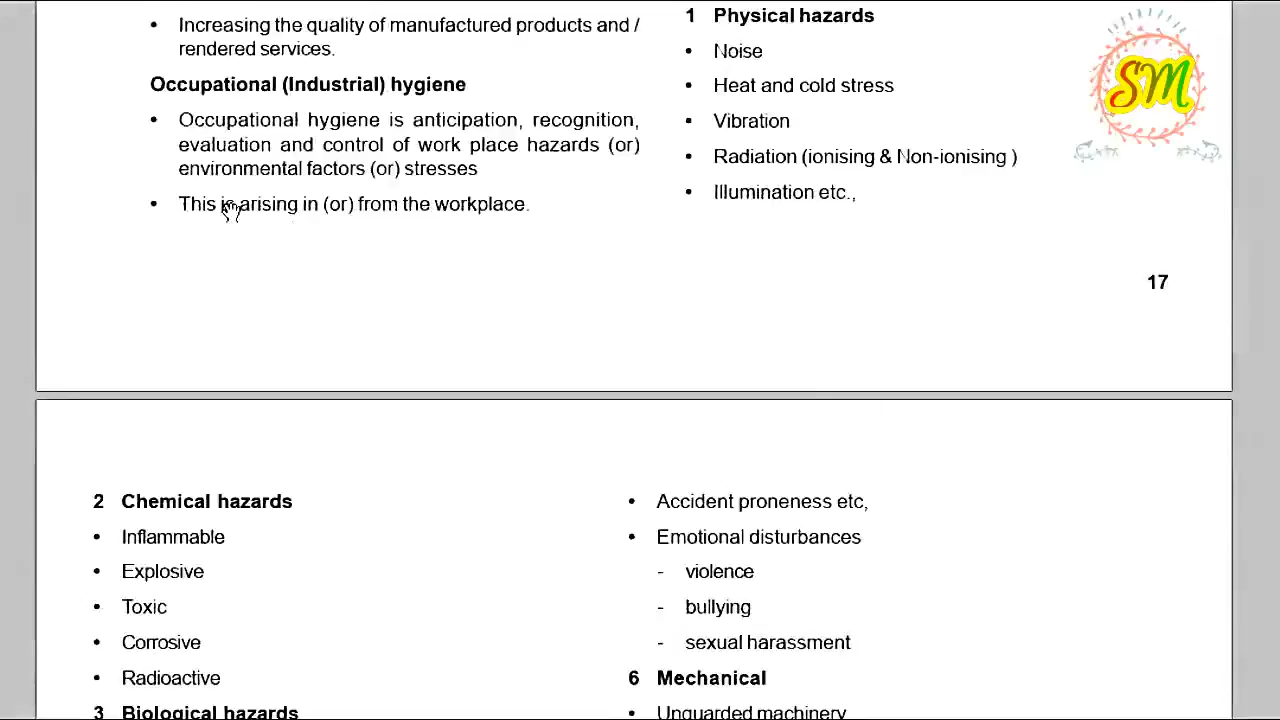 • Increasing the quality of manufactured products and /
rendered services.
Occupational (Industrial) hygiene
• Occupational hygiene is anticipation, recognition,
evaluation and control of work place hazards (or)
environmental factors (or) stresses
• This is arising in (or) from the workplace.
1 Physical hazards
• Noise
• Heat and cold stress
• Vibration
• Radiation (ionising & Non-ionising )
• Illumination etc.,
SM
17
2 Chemical hazards
• Inflammable
• Explosive
• Toxic
• Corrosive
• Radioactive
3 Biological hazards
• Accident proneness etc,
• Emotional disturbances
- violence
- bullying
- sexual harassment
6 Mechanical
• Unguarded machinery